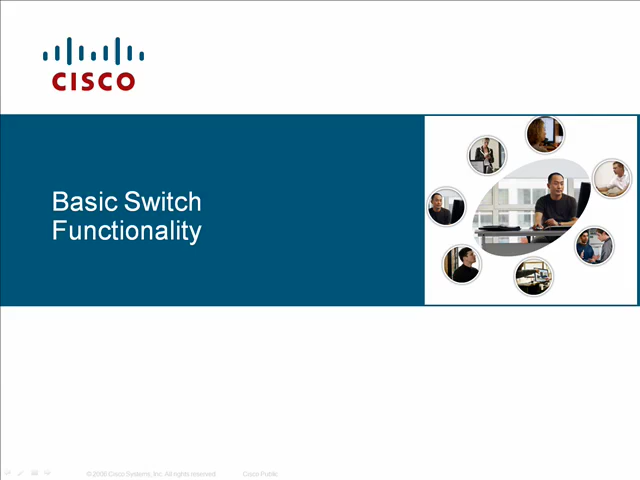 CISCO
Basic Switch
Functionality
© 2006 Cisco Systems, Inc. All rights reserved. Cisco Public